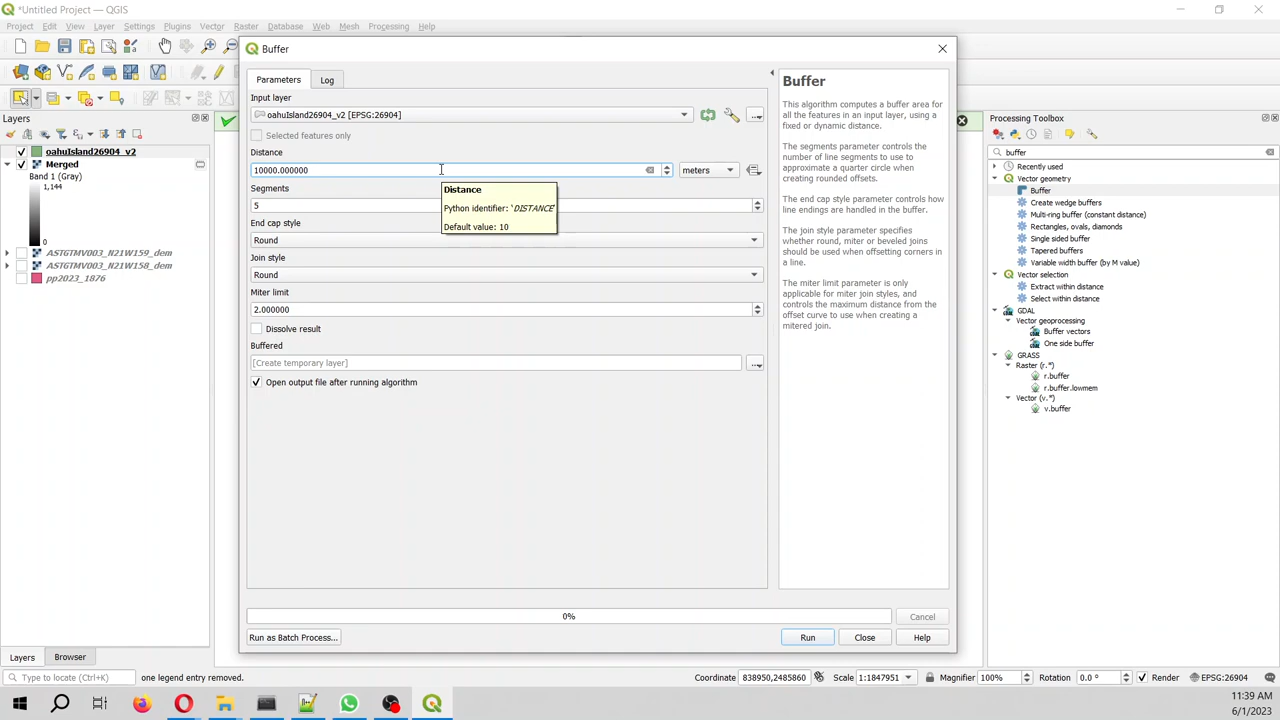 *Untitled Project — QGIS
Project Edit View Layer Settings Plugins Vector Raster Database Web Mesh Processing Help
Buffer
Parameters Log
Input layer
oahuIsland26904_v2 [EPSG:26904]
Selected features only
Distance
10000.000000 meters
Segments
5
End cap style
Round
Join style
Round
Miter limit
2.000000
Dissolve result
Buffered
[Create temporary layer]
Open output file after running algorithm
Distance
Python identifier: 'DISTANCE'
Default value: 10
0%
Run as Batch Process...
Run Close Help
Cancel
Buffer
This algorithm computes a buffer area for
all the features in an input layer, using a
fixed or dynamic distance.
The segments parameter controls the
number of line segments to use to
approximate a quarter circle when
creating rounded offsets.
The end cap style parameter controls how
line endings are handled in the buffer.
The join style parameter specifies
whether round, miter or beveled joins
should be used when offsetting corners in
a line.
The miter limit parameter is only
applicable for miter join styles, and
controls the maximum distance from the
offset curve to use when creating a
mitered join.
Layers
oahuIsland26904_v2
Merged
Band 1 (Gray)
1,144
0
ASTGTMV003_N21W159_dem
ASTGTMV003_N21W158_dem
pp2023_1876
Layers Browser
Processing Toolbox
buffer
Recently used
Vector geometry
Buffer
Create wedge buffers
Multi-ring buffer (constant distance)
Rectangles, ovals, diamonds
Single sided buffer
Tapered buffers
Variable width buffer (by M value)
Vector selection
Extract within distance
Select within distance
GDAL
Vector geoprocessing
Buffer vectors
One side buffer
GRASS
Raster (r.*)
r.buffer
r.buffer.lowmem
Vector (v.*)
v.buffer
Type to locate (Ctrl+K) one legend entry removed. Coordinate 838950,2485860 Scale 1:1847951 Magnifier 100% Rotation 0.0 ° Render EPSG:26904
11:39 AM
6/1/2023